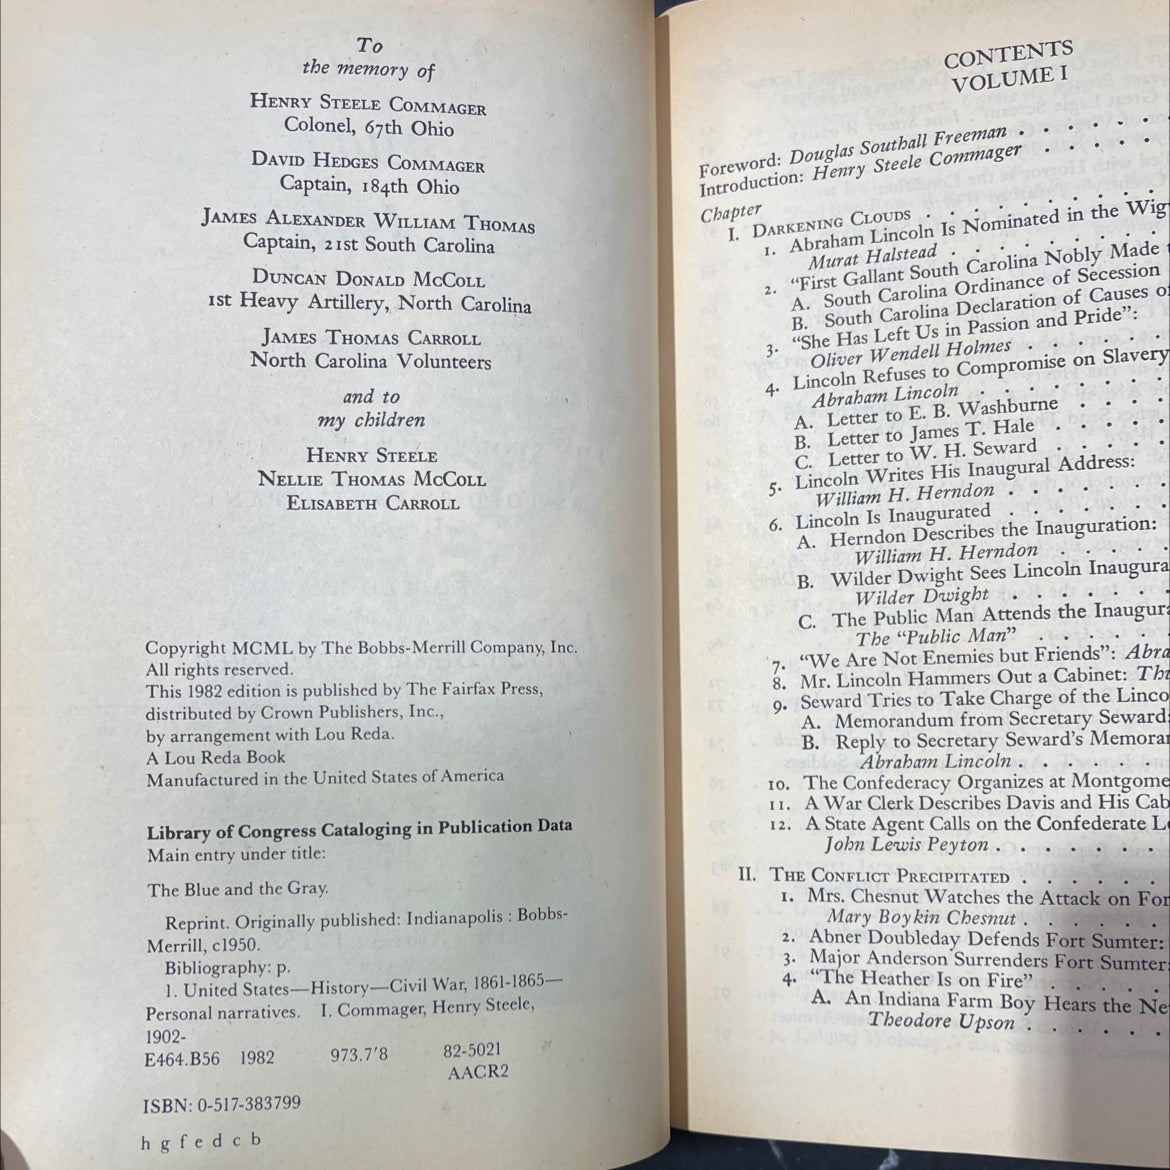 To
the memory of
HENRY STEELE COMMAGER
Colonel, 67th Ohio
DAVID HEDGES COMMAGER
Captain, 184th Ohio
JAMES ALEXANDER WILLIAM THOMAS
Captain, 21st South Carolina
DUNCAN DONALD MCCOLL
1st Heavy Artillery, North Carolina
JAMES THOMAS CARROLL
North Carolina Volunteers
and to
my children
HENRY STEELE
NELLIE THOMAS MCCOLL
ELISABETH CARROLL
Copyright MCML by The Bobbs-Merrill Company, Inc.
All rights reserved.
This 1982 edition is published by The Fairfax Press,
distributed by Crown Publishers, Inc.,
by arrangement with Lou Reda.
A Lou Reda Book
Manufactured in the United States of America
Library of Congress Cataloging in Publication Data
Main entry under title:
The Blue and the Gray.
Reprint. Originally published: Indianapolis : Bobbs-
Merrill, c1950.
Bibliography: p.
1. United States—History—Civil War, 1861-1865—
Personal narratives. I. Commager, Henry Steele,
1902-
E464.B56 1982 973.7'8 82-5021
AACR2
ISBN: 0-517-383799
h g f e d c b
CONTENTS
VOLUME I
Foreword: Douglas Southall Freeman . . . . . .
Introduction: Henry Steele Commager . . . . .
Chapter
I. DARKENING CLOUDS . . . . . . . . . .
1. Abraham Lincoln Is Nominated in the Wig
Murat Halstead . . . . . . . . .
2. "First Gallant South Carolina Nobly Made
A. South Carolina Ordinance of Secession
B. South Carolina Declaration of Causes of
3. "She Has Left Us in Passion and Pride":
Oliver Wendell Holmes . . . . . .
4. Lincoln Refuses to Compromise on Slavery
Abraham Lincoln . . . . . . . .
A. Letter to E. B. Washburne . . . .
B. Letter to James T. Hale . . . . .
C. Letter to W. H. Seward . . . . .
5. Lincoln Writes His Inaugural Address:
William H. Herndon . . . . . . .
6. Lincoln Is Inaugurated . . . . . . .
A. Herndon Describes the Inauguration:
William H. Herndon . . . . .
B. Wilder Dwight Sees Lincoln Inaugura
Wilder Dwight . . . . . . .
C. The Public Man Attends the Inaugura
The "Public Man" . . . . . .
7. "We Are Not Enemies but Friends": Abra
8. Mr. Lincoln Hammers Out a Cabinet: Thu
9. Seward Tries to Take Charge of the Linco
A. Memorandum from Secretary Seward:
B. Reply to Secretary Seward's Memorar
Abraham Lincoln . . . . . . .
10. The Confederacy Organizes at Montgome
11. A War Clerk Describes Davis and His Cab
12. A State Agent Calls on the Confederate Le
John Lewis Peyton . . . . . . .
II. THE CONFLICT PRECIPITATED . . . . . .
1. Mrs. Chesnut Watches the Attack on For
Mary Boykin Chesnut . . . . . .
2. Abner Doubleday Defends Fort Sumter:
3. Major Anderson Surrenders Fort Sumter:
4. "The Heather Is on Fire" . . . . .
A. An Indiana Farm Boy Hears the Ne
Theodore Upson . . . . . .